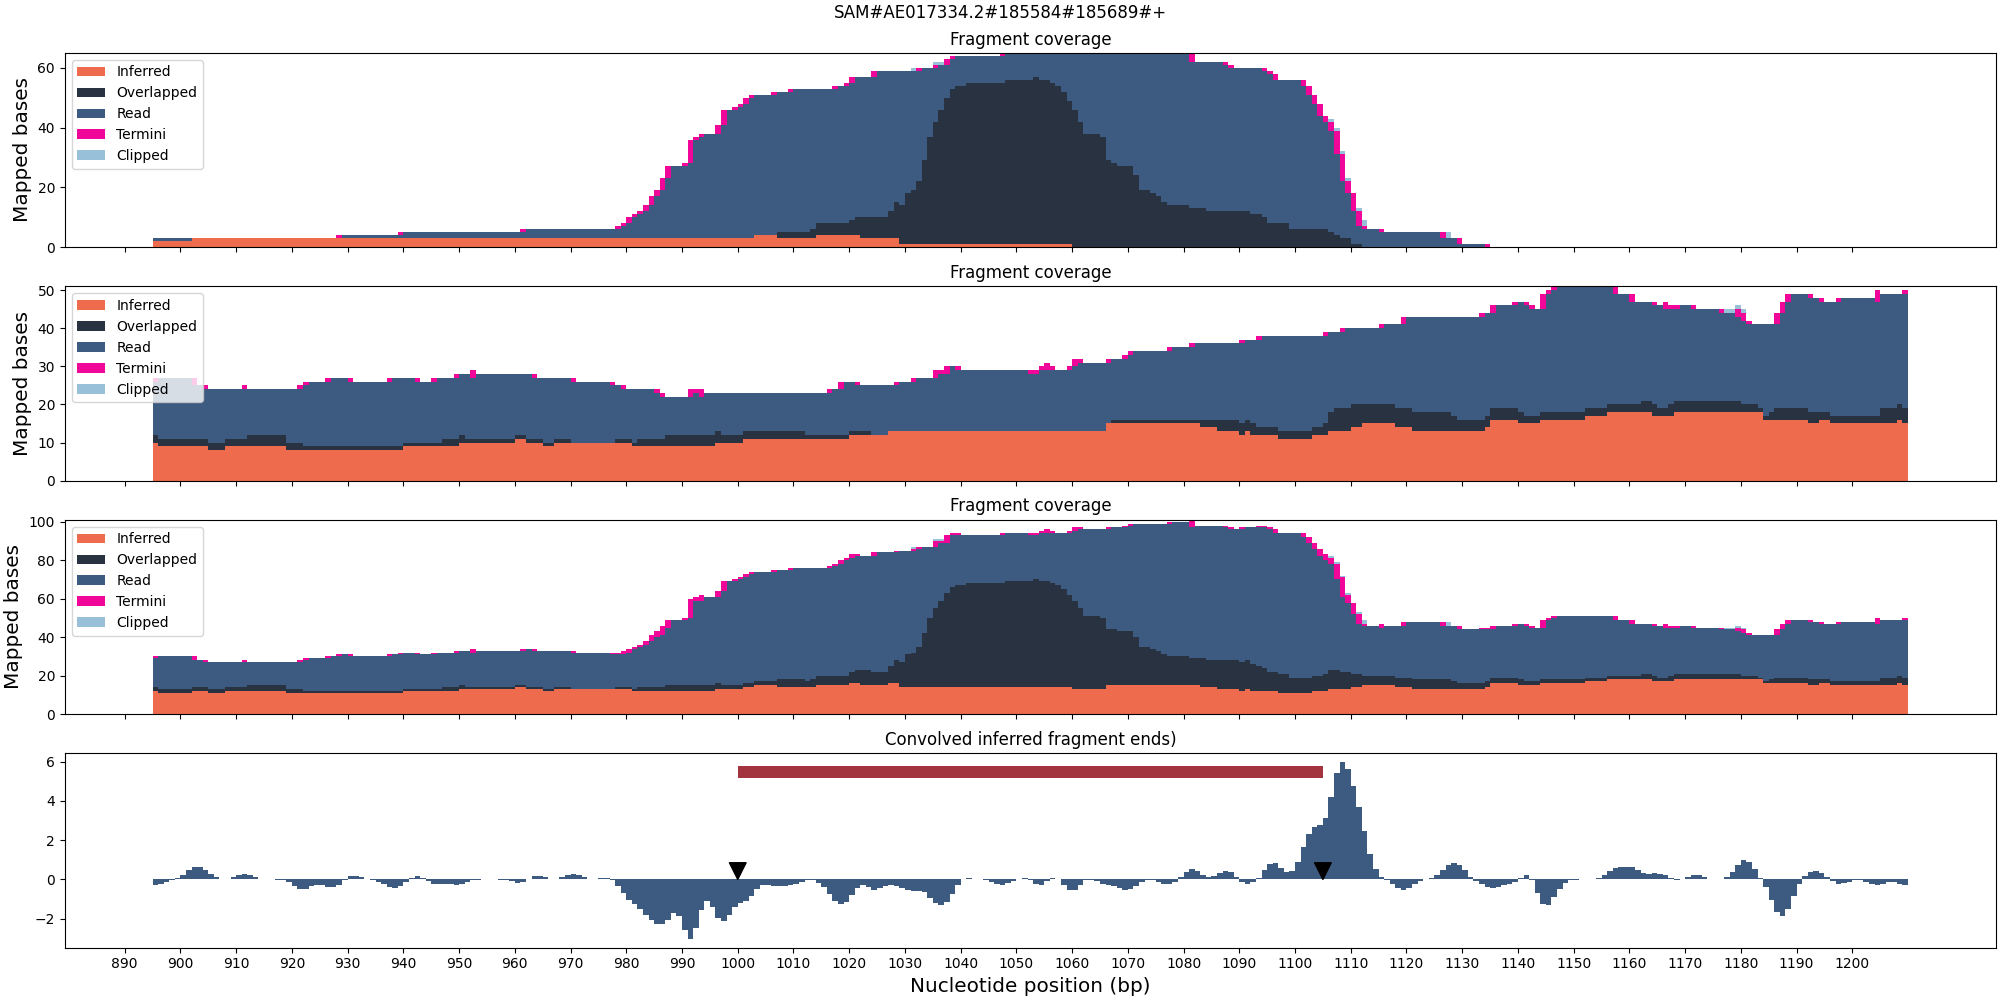 SAM#AE017334.2#185584#185689#+
Fragment coverage
Mapped bases
60
40
20
0
Inferred
Overlapped
Read
Termini
Clipped
Fragment coverage
Mapped bases
50
40
30
20
10
0
Inferred
Overlapped
Read
Termini
Clipped
Fragment coverage
Mapped bases
100
80
60
40
20
0
Inferred
Overlapped
Read
Termini
Clipped
Convolved inferred fragment ends)
6
4
2
0
−2
890 900 910 920 930 940 950 960 970 980 990 1000 1010 1020 1030 1040 1050 1060 1070 1080 1090 1100 1110 1120 1130 1140 1150 1160 1170 1180 1190 1200
Nucleotide position (bp)